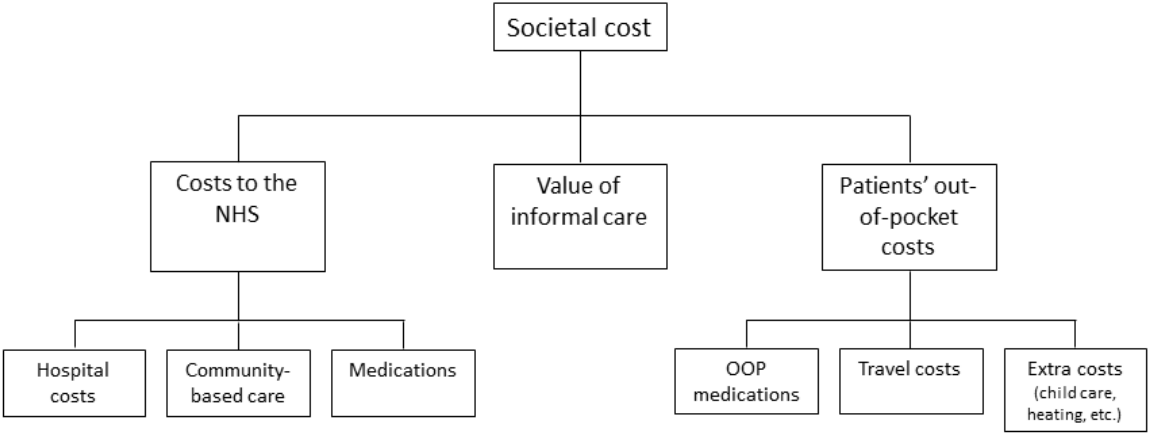 Societal cost
Costs to the
NHS
Value of
informal care
Patients’ out-
of-pocket
costs
Hospital
costs
Community-
based care
Medications
OOP
medications
Travel costs
Extra costs
(child care,
heating, etc.)